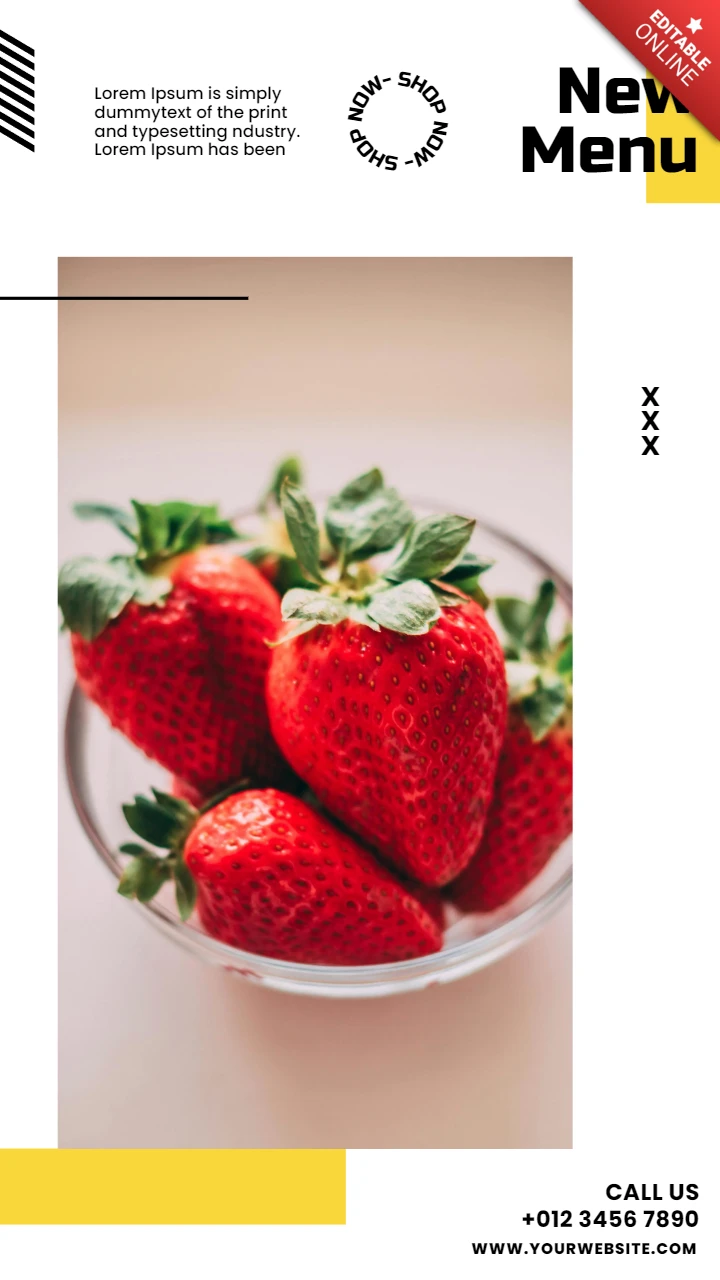 EDITABLE
ONLINE
New
Menu
Lorem Ipsum is simply
dummytext of the print
and typesetting ndustry.
Lorem Ipsum has been
SHOP NOW- SHOP NOW-
X
X
X
CALL US
+012 3456 7890
WWW.YOURWEBSITE.COM